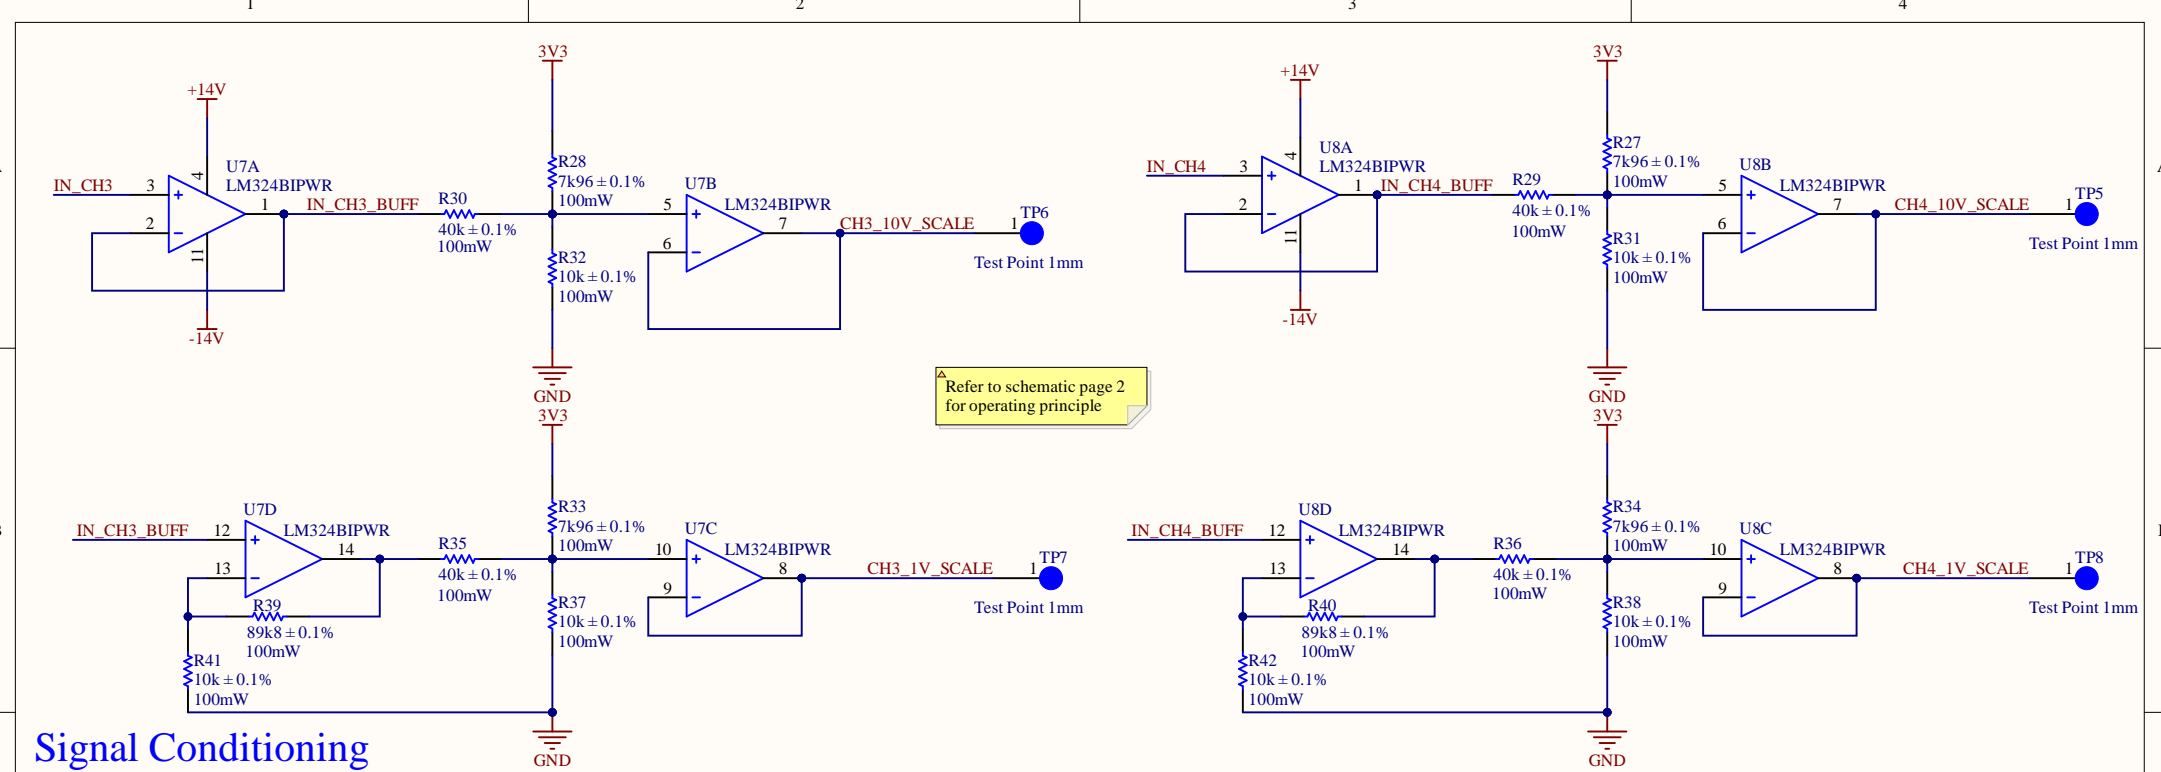 1
2
3
4
3V3
+14V
U7A
LM324BIPWR
IN_CH3
3
2
4
11
1
IN_CH3_BUFF
-14V
R30
40k ± 0.1%
100mW
R28
7k96 ± 0.1%
100mW
R32
10k ± 0.1%
100mW
GND
U7B
LM324BIPWR
5
6
7
CH3_10V_SCALE
1
TP6
Test Point 1mm
+14V
U8A
LM324BIPWR
IN_CH4
3
2
4
11
1
IN_CH4_BUFF
-14V
R29
40k ± 0.1%
100mW
3V3
R27
7k96 ± 0.1%
100mW
R31
10k ± 0.1%
100mW
GND
U8B
LM324BIPWR
5
6
7
CH4_10V_SCALE
1
TP5
Test Point 1mm
Refer to schematic page 2
for operating principle
3V3
U7D
LM324BIPWR
IN_CH3_BUFF
12
13
14
R39
89k8 ± 0.1%
100mW
R41
10k ± 0.1%
100mW
R35
40k ± 0.1%
100mW
R33
7k96 ± 0.1%
100mW
R37
10k ± 0.1%
100mW
GND
U7C
LM324BIPWR
10
9
8
CH3_1V_SCALE
1
TP7
Test Point 1mm
3V3
U8D
LM324BIPWR
IN_CH4_BUFF
12
13
14
R40
89k8 ± 0.1%
100mW
R42
10k ± 0.1%
100mW
R36
40k ± 0.1%
100mW
R34
7k96 ± 0.1%
100mW
R38
10k ± 0.1%
100mW
GND
U8C
LM324BIPWR
10
9
8
CH4_1V_SCALE
1
TP8
Test Point 1mm
Signal Conditioning